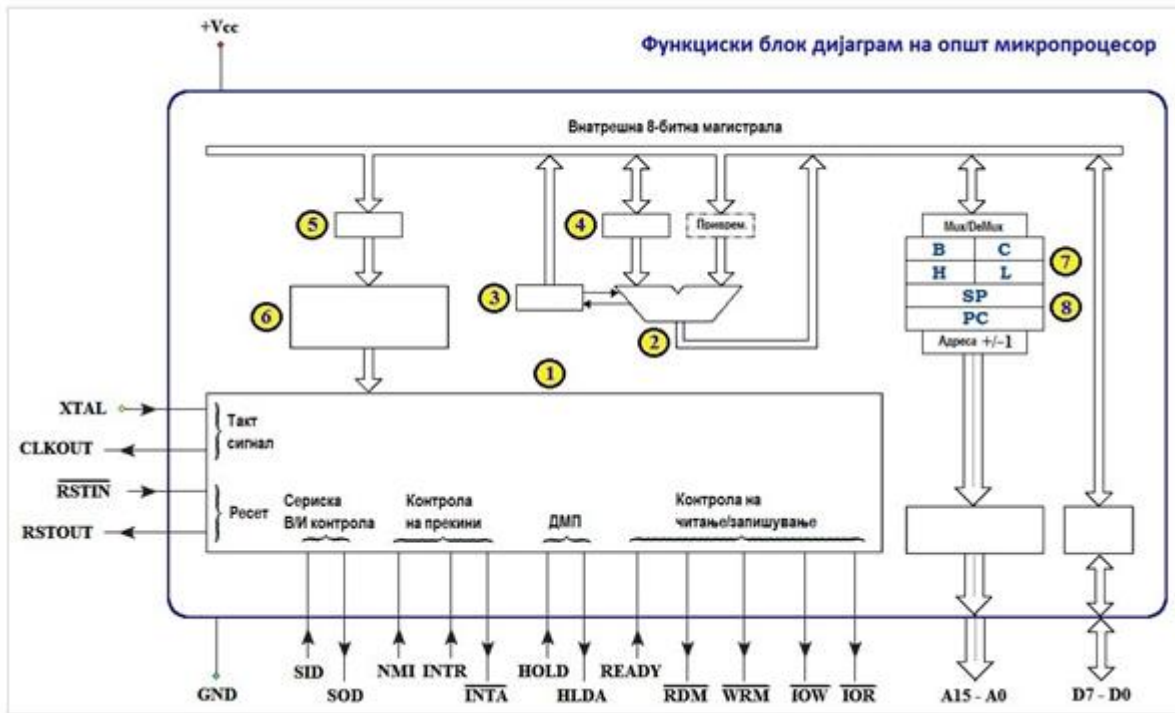 +Vcc
Функциски блок дијаграм на општ микропроцесор
Внатрешна 8-битна магистрала
5
4
Приврем.
Mux/DeMux
B C
7
H L
3
SP
8
6
PC
2
Адреса +/-1
1
XTAL
Такт
сигнал
CLKOUT
RSTIN
Ресет
RSTOUT
Сериска
В/И контрола
Контрола
на прекини
ДМП
Контрола на
читање/запишување
SID
SOD
NMI
INTR
INTA
HOLD
HLDA
READY
RDM
WRM
IOW
IOR
GND
A15 - A0
D7 - D0